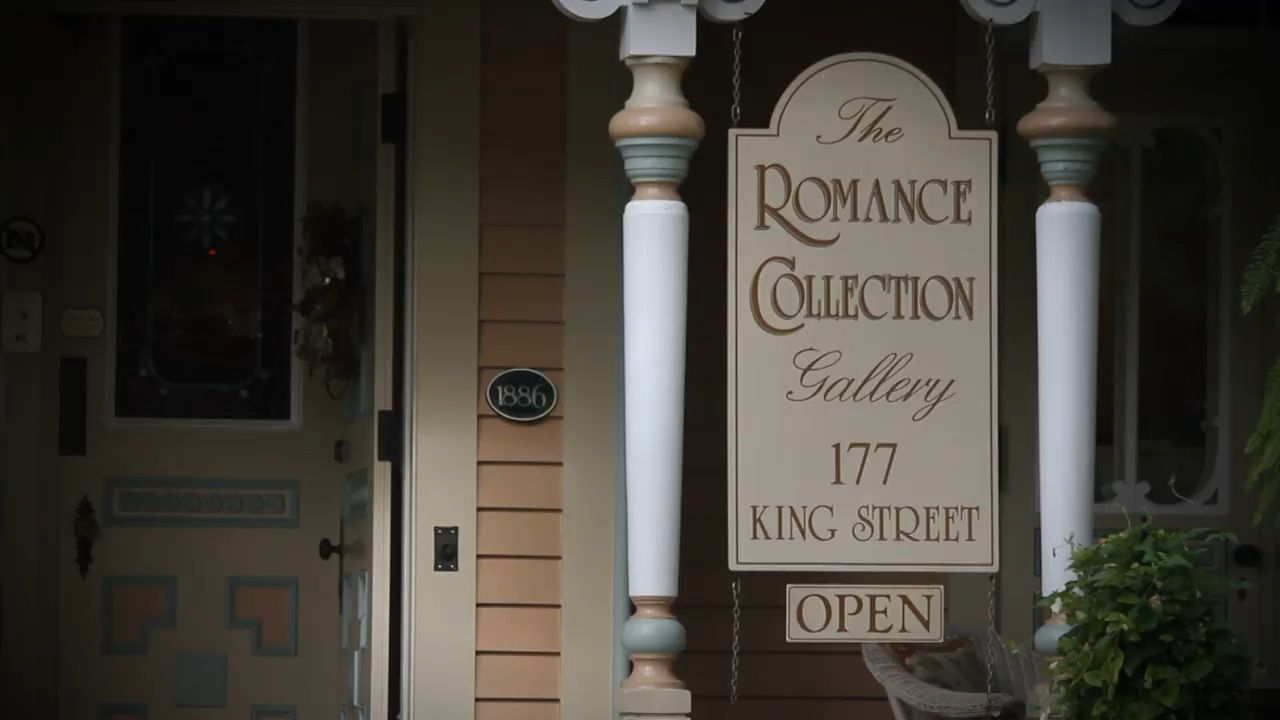 The
ROMANCE
COLLECTION
Gallery
177
KING STREET
OPEN
1886